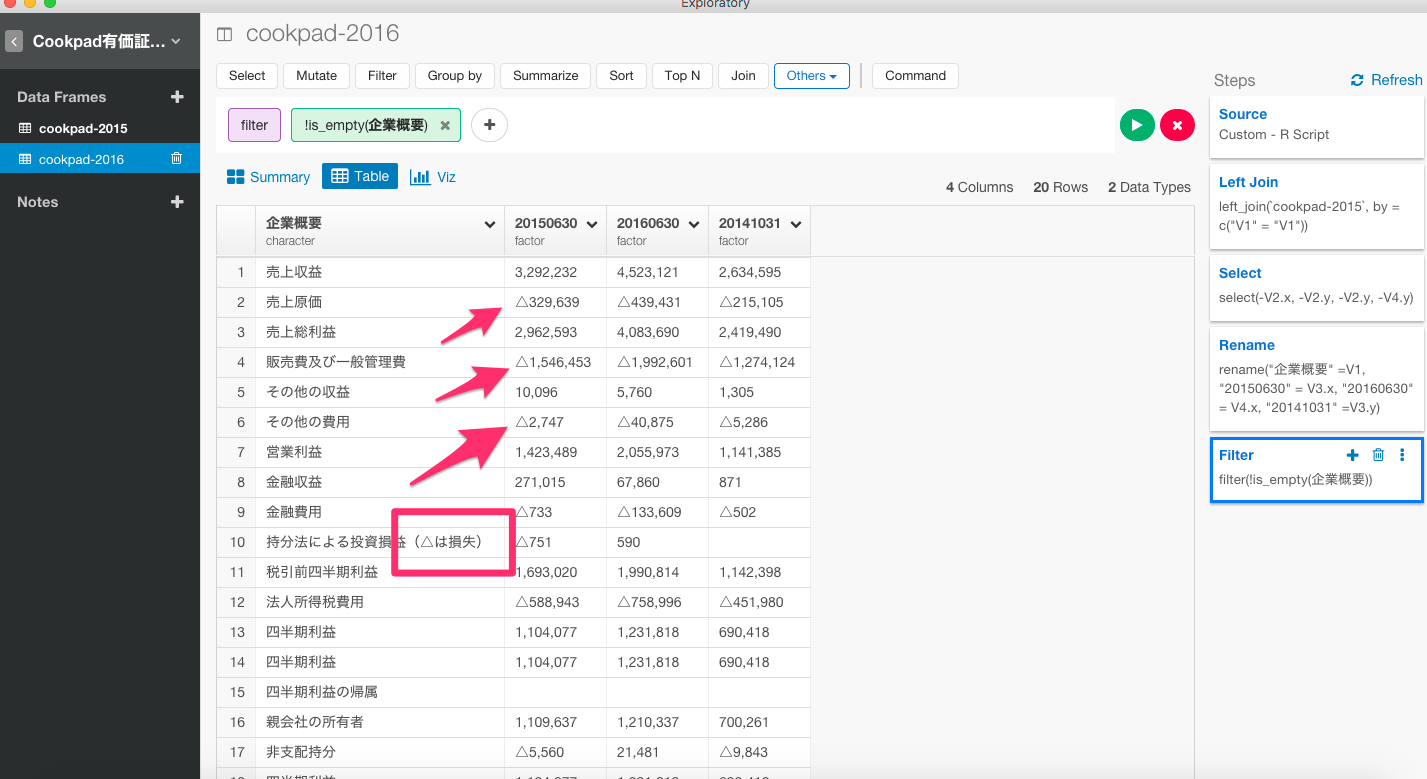 Exploratory
Cookpad有価証...
cookpad-2016
Select Mutate Filter Group by Summarize Sort Top N Join Others Command
Steps Refresh
Data Frames
cookpad-2015
cookpad-2016
Notes
filter !is_empty(企業概要)
Summary Table Viz
4 Columns 20 Rows 2 Data Types
企業概要 20150630 20160630 20141031
character factor factor factor
1 売上収益 3,292,232 4,523,121 2,634,595
2 売上原価 △329,639 △439,431 △215,105
3 売上総利益 2,962,593 4,083,690 2,419,490
4 販売費及び一般管理費 △1,546,453 △1,992,601 △1,274,124
5 その他の収益 10,096 5,760 1,305
6 その他の費用 △2,747 △40,875 △5,286
7 営業利益 1,423,489 2,055,973 1,141,385
8 金融収益 271,015 67,860 871
9 金融費用 △733 △133,609 △502
10 持分法による投資損益（△は損失） △751 590
11 税引前四半期利益 1,693,020 1,990,814 1,142,398
12 法人所得税費用 △588,943 △758,996 △451,980
13 四半期利益 1,104,077 1,231,818 690,418
14 四半期利益 1,104,077 1,231,818 690,418
15 四半期利益の帰属
16 親会社の所有者 1,109,637 1,210,337 700,261
17 非支配持分 △5,560 21,481 △9,843
Source
Custom - R Script
Left Join
left_join(`cookpad-2015`, by =
c("V1" = "V1"))
Select
select(-V2.x, -V2.y, -V2.y, -V4.y)
Rename
rename("企業概要" =V1,
"20150630" = V3.x, "20160630"
= V4.x, "20141031" =V3.y)
Filter
filter(!is_empty(企業概要))